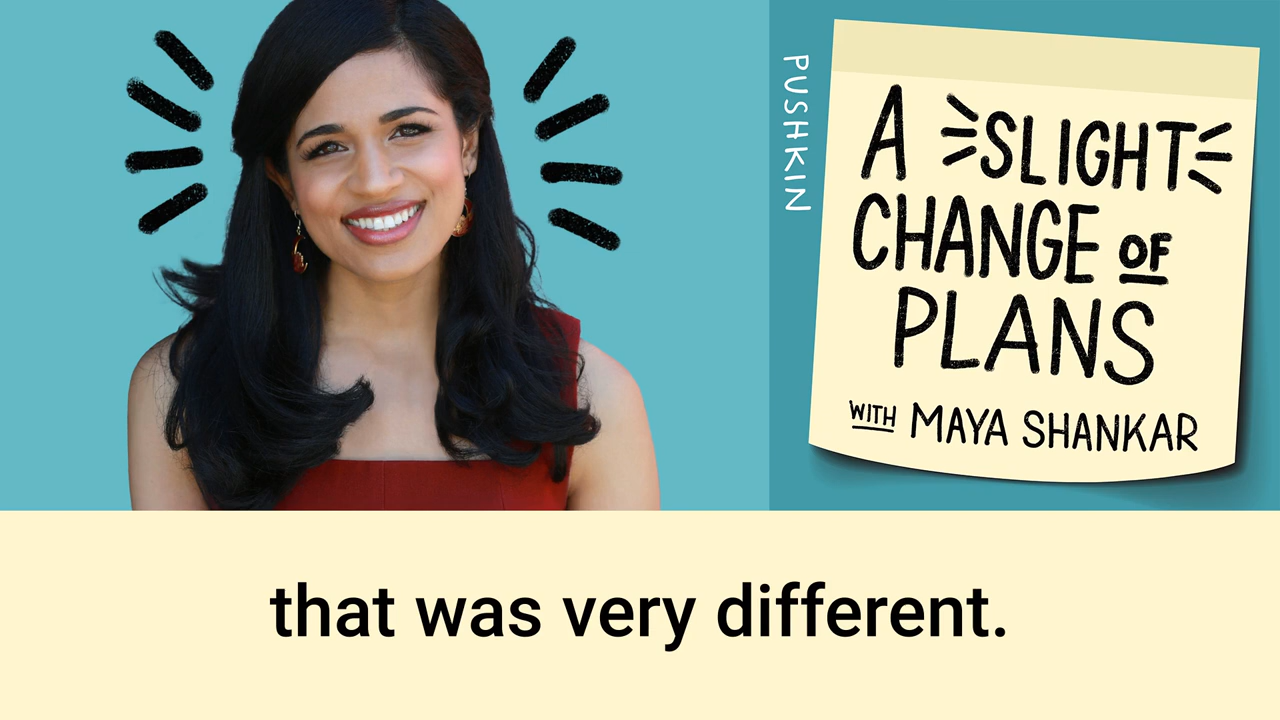 PUSHKIN
A SLIGHT
CHANGE OF
PLANS
WITH MAYA SHANKAR
that was very different.